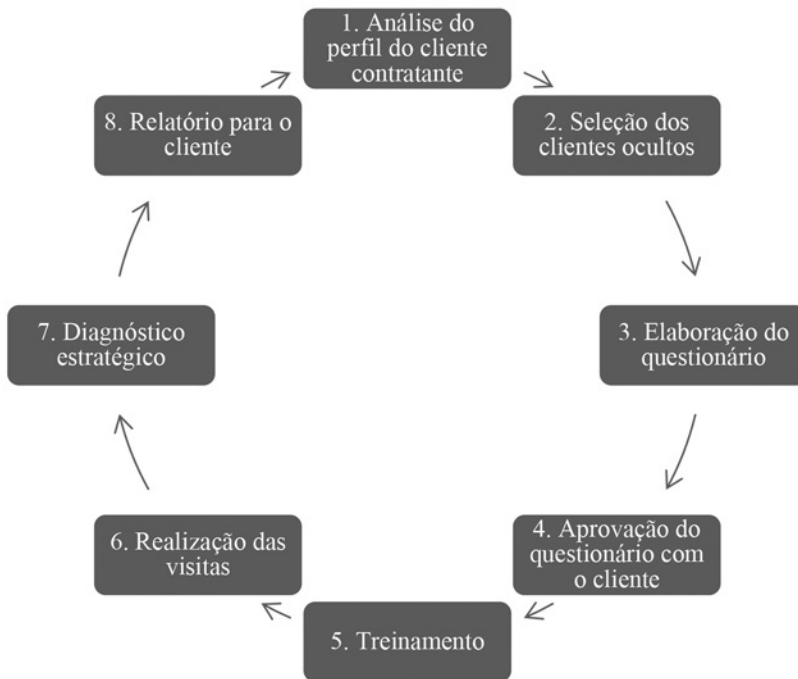 1. Análise do
perfil do cliente
contratante
2. Seleção dos
clientes ocultos
3. Elaboração do
questionário
4. Aprovação do
questionário com
o cliente
5. Treinamento
6. Realização das
visitas
7. Diagnóstico
estratégico
8. Relatório para o
cliente